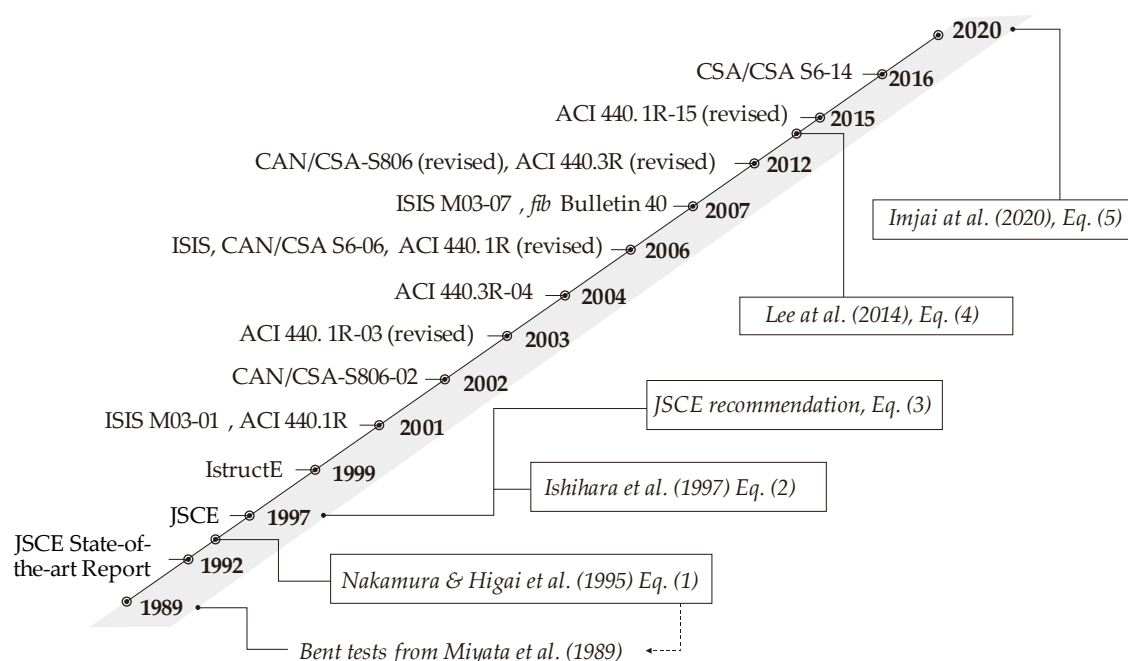 2020
CSA/CSA S6-14
2016
ACI 440. 1R-15 (revised)
2015
CAN/CSA-S806 (revised), ACI 440.3R (revised)
2012
ISIS M03-07 , fib Bulletin 40
2007
Imjai at al. (2020), Eq. (5)
ISIS, CAN/CSA S6-06, ACI 440. 1R (revised)
2006
ACI 440.3R-04
2004
Lee at al. (2014), Eq. (4)
ACI 440. 1R-03 (revised)
2003
CAN/CSA-S806-02
2002
JSCE recommendation, Eq. (3)
ISIS M03-01 , ACI 440.1R
2001
IstructE
1999
Ishihara et al. (1997) Eq. (2)
JSCE
1997
JSCE State-of-
the-art Report
1992
Nakamura & Higai et al. (1995) Eq. (1)
1989
Bent tests from Miyata et al. (1989)